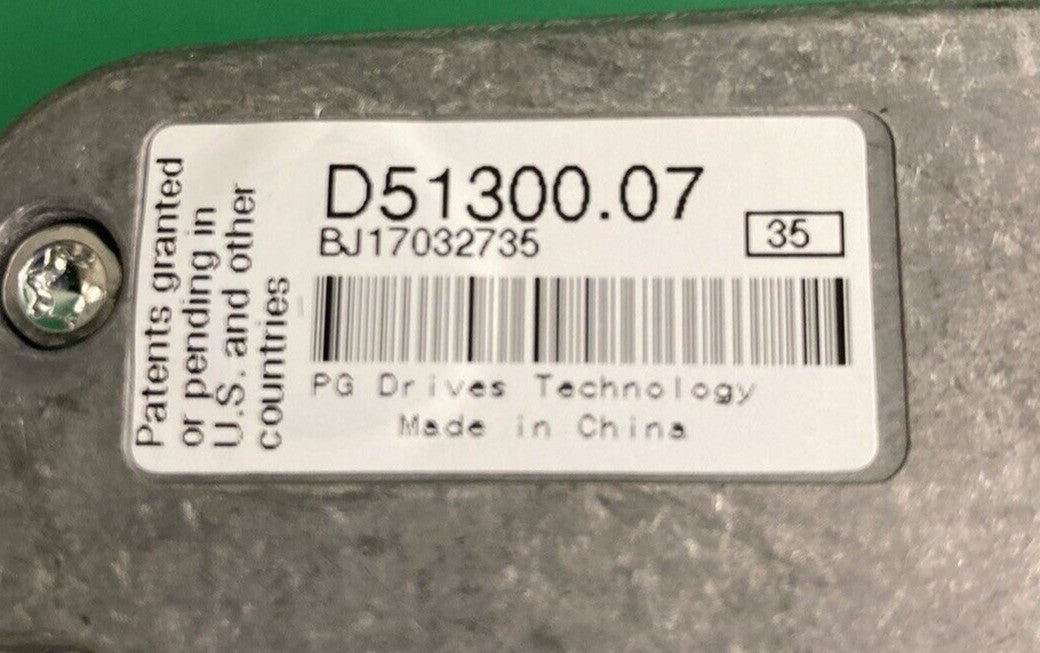 Patents granted
or pending in
U.S. and other
countries
D51300.07
BJ17032735
35
PG Drives Technology
Made in China